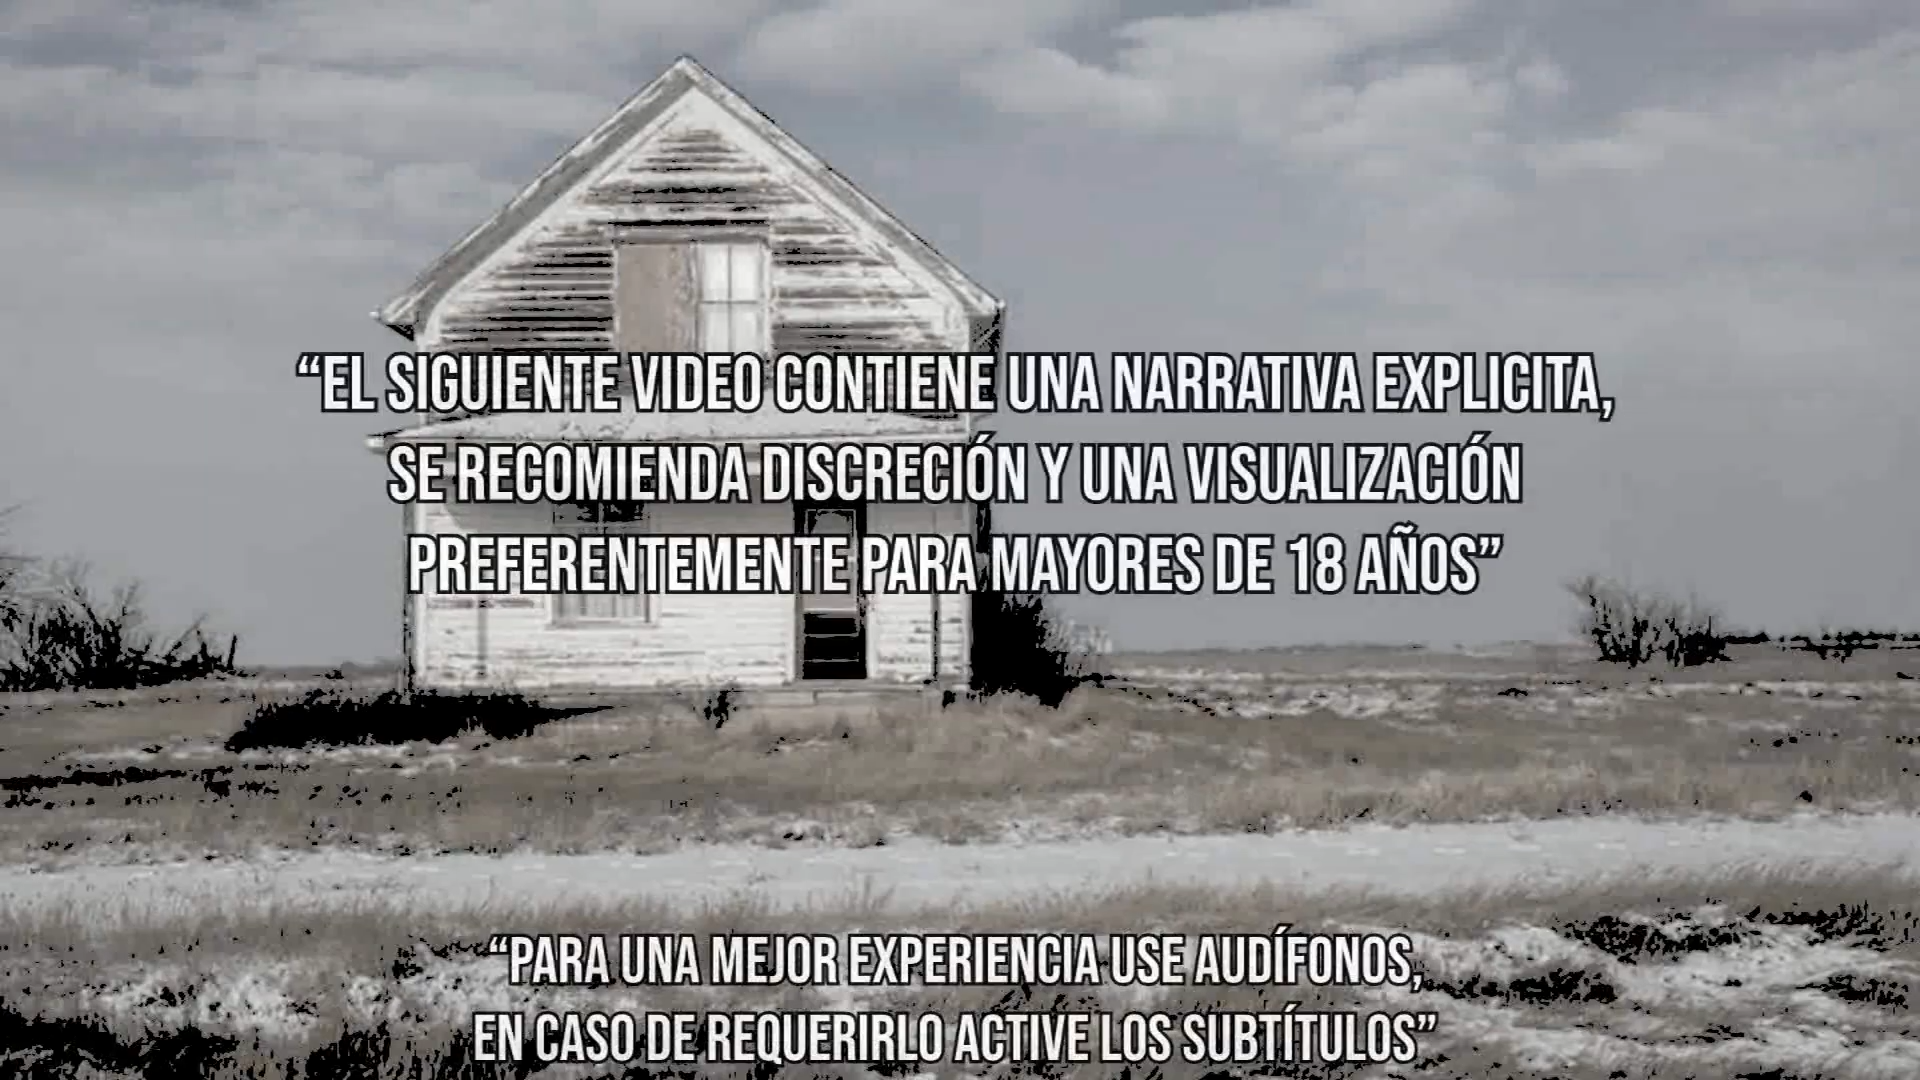 “EL SIGUIENTE VIDEO CONTIENE UNA NARRATIVA EXPLICITA,
SE RECOMIENDA DISCRECIÓN Y UNA VISUALIZACIÓN
PREFERENTEMENTE PARA MAYORES DE 18 AÑOS”
“PARA UNA MEJOR EXPERIENCIA USE AUDÍFONOS,
EN CASO DE REQUERIRLO ACTIVE LOS SUBTÍTULOS”